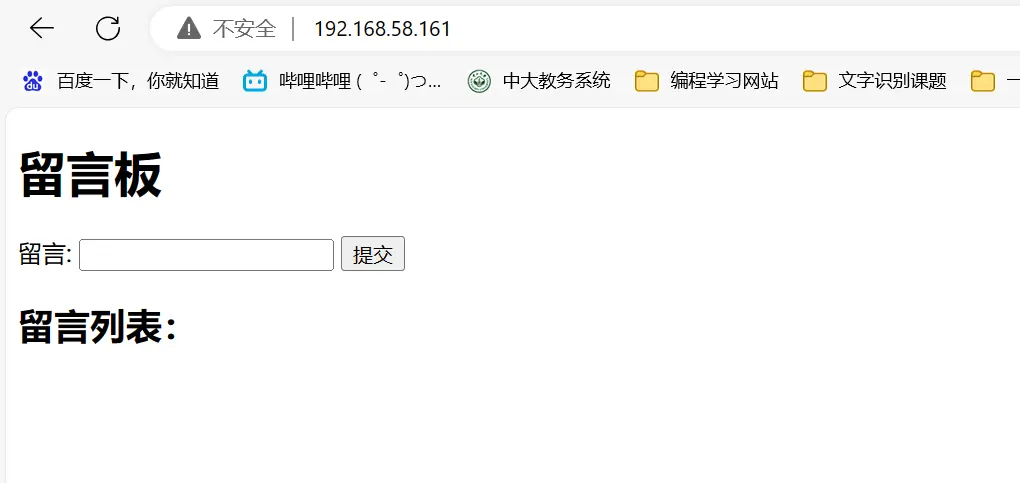 不安全 | 192.168.58.161
百度一下，你就知道 哔哩哔哩 ( ゜- ゜)つ... 中大教务系统 编程学习网站 文字识别课题 一
留言板
留言: 提交
留言列表：